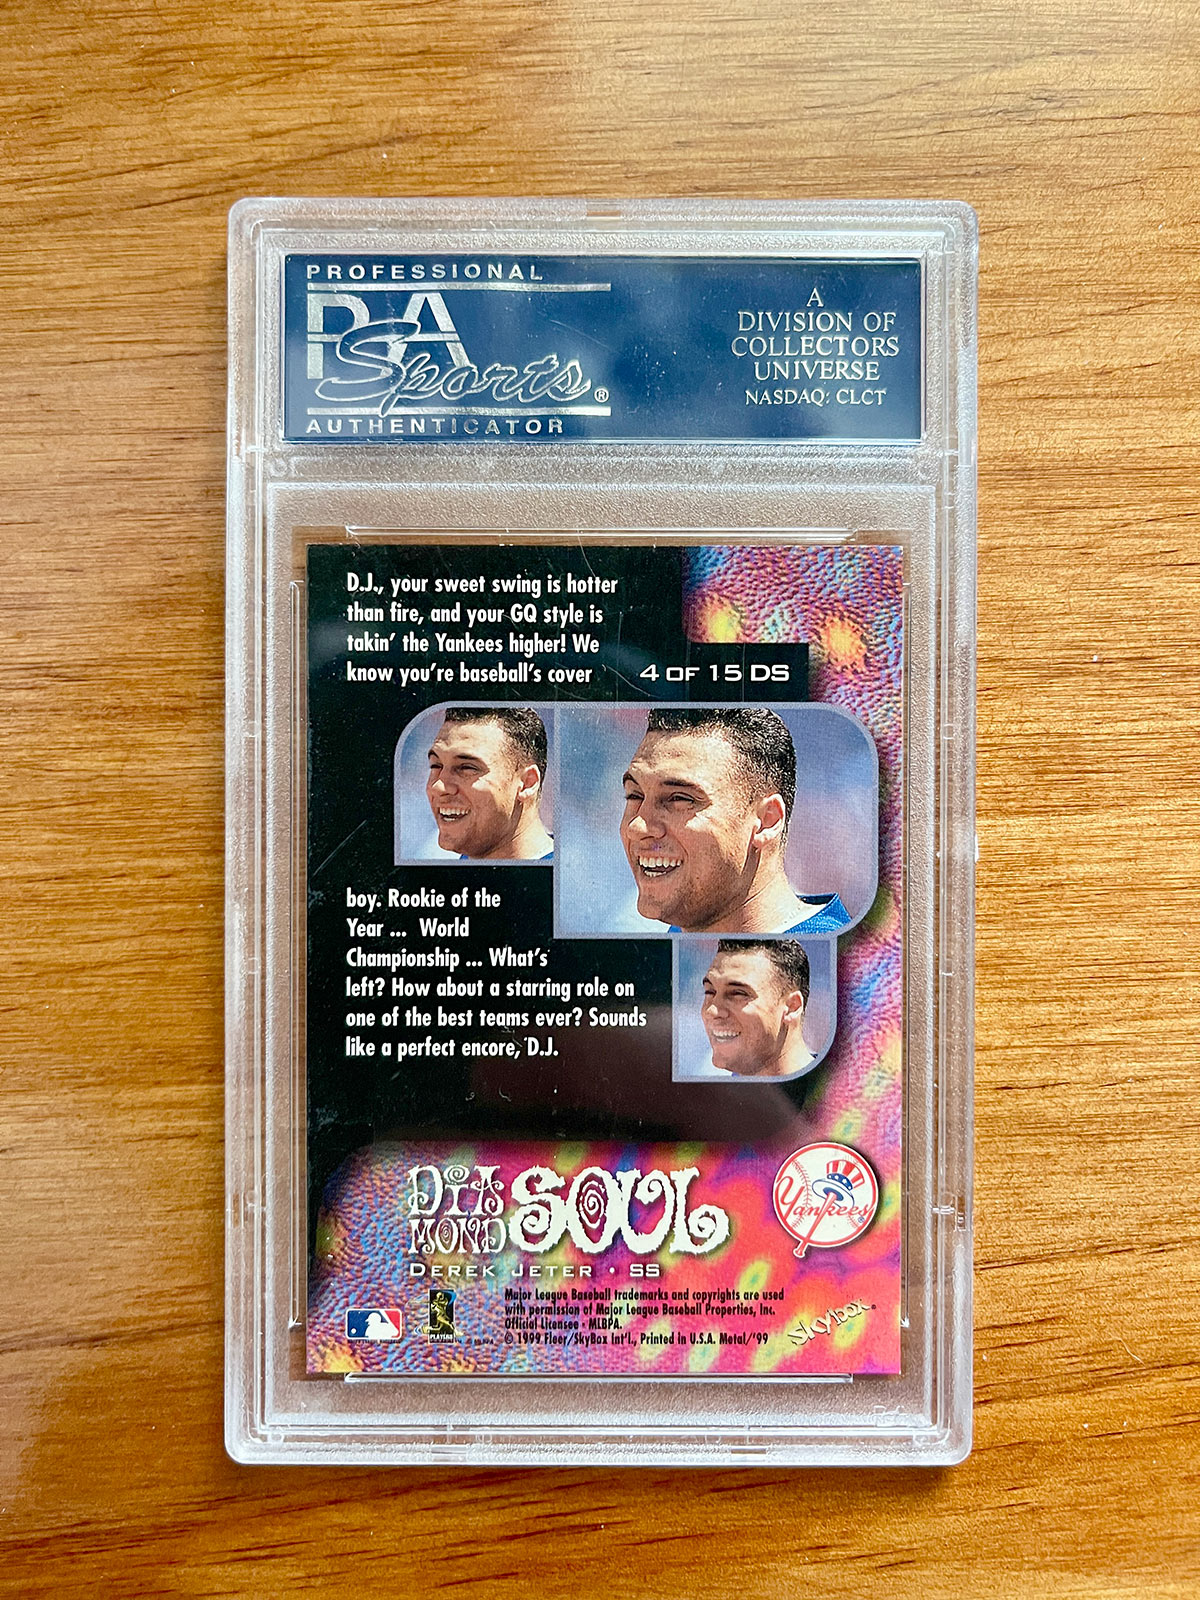 PROFESSIONAL
PSA
Sports®
AUTHENTICATOR
A
DIVISION OF
COLLECTORS
UNIVERSE
NASDAQ: CLCT
D.J., your sweet swing is hotter
than fire, and your GQ style is
takin' the Yankees higher! We
know you're baseball's cover
4 OF 15 DS
boy. Rookie of the
Year ... World
Championship ... What's
left? How about a starring role on
one of the best teams ever? Sounds
like a perfect encore, D.J.
DIA
MOND SOUL
Yankees
DEREK JETER • SS
Major League Baseball trademarks and copyrights are used
with permission of Major League Baseball Properties, Inc.
Official Licensee - MLBPA.
© 1999 Fleer/SkyBox Int'l., Printed in U.S.A. Metal/'99
PLAYERS
SkyBox®